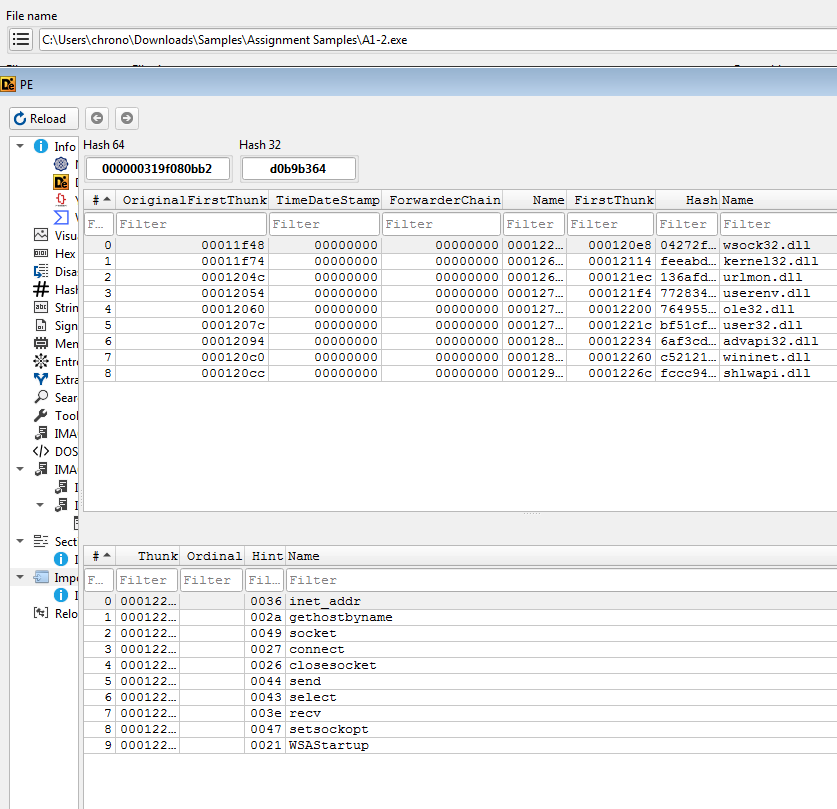 File name
C:\Users\chrono\Downloads\Samples\Assignment Samples\A1-2.exe
PE
Reload
Info
Hash 64
Hash 32
000000319f080bb2
d0b9b364
Visu
Hex
Disa
Hash
Strin
Sign
Men
Entro
Extra
Sear
Tool
IMA
DOS
IMA
Sect
Impo
Relo
# OriginalFirstThunk TimeDateStamp ForwarderChain Name FirstThunk Hash Name
F... Filter Filter Filter Filter Filter Filter Filter
0 00011f48 00000000 00000000 000122... 000120e8 04272f... wsock32.dll
1 00011f74 00000000 00000000 000126... 00012114 feeabd... kernel32.dll
2 0001204c 00000000 00000000 000126... 000121ec 136afd... urlmon.dll
3 00012054 00000000 00000000 000127... 000121f4 772834... userenv.dll
4 00012060 00000000 00000000 000127... 00012200 764955... ole32.dll
5 0001207c 00000000 00000000 000127... 0001221c bf51cf... user32.dll
6 00012094 00000000 00000000 000128... 00012234 6af3cd... advapi32.dll
7 000120c0 00000000 00000000 000128... 00012260 c52121... wininet.dll
8 000120cc 00000000 00000000 000129... 0001226c fccc94... shlwapi.dll
# Thunk Ordinal Hint Name
F... Filter Filter Fil... Filter
0 000122... 0036 inet_addr
1 000122... 002a gethostbyname
2 000122... 0049 socket
3 000122... 0027 connect
4 000122... 0026 closesocket
5 000122... 0044 send
6 000122... 0043 select
7 000122... 003e recv
8 000122... 0047 setsockopt
9 000122... 0021 WSAStartup